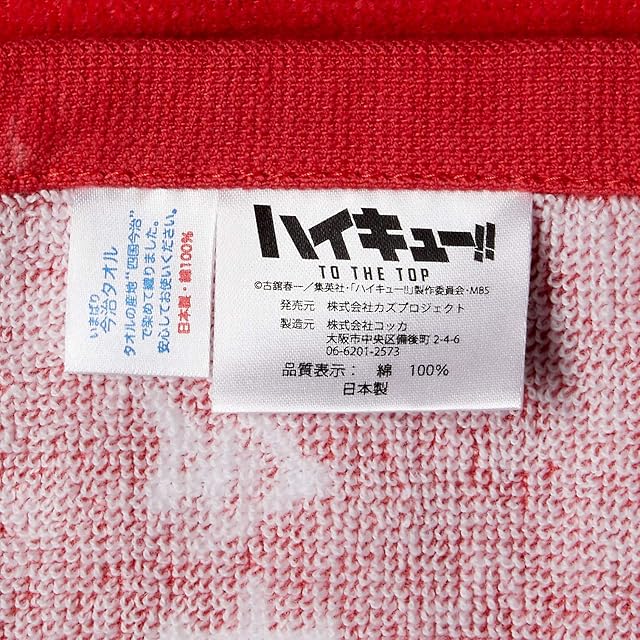 いまばり
今治タオル
タオルの産地"四国今治"
で染めて織りました。
安心してお使いください。
日本製・綿100%
ハイキュー!!
TO THE TOP
©古舘春一／集英社・「ハイキュー!!」製作委員会・MBS
発売元 株式会社カズプロジェクト
製造元 株式会社コッカ
大阪市中央区備後町 2-4-6
06-6201-2573
品質表示： 綿 100%
日本製